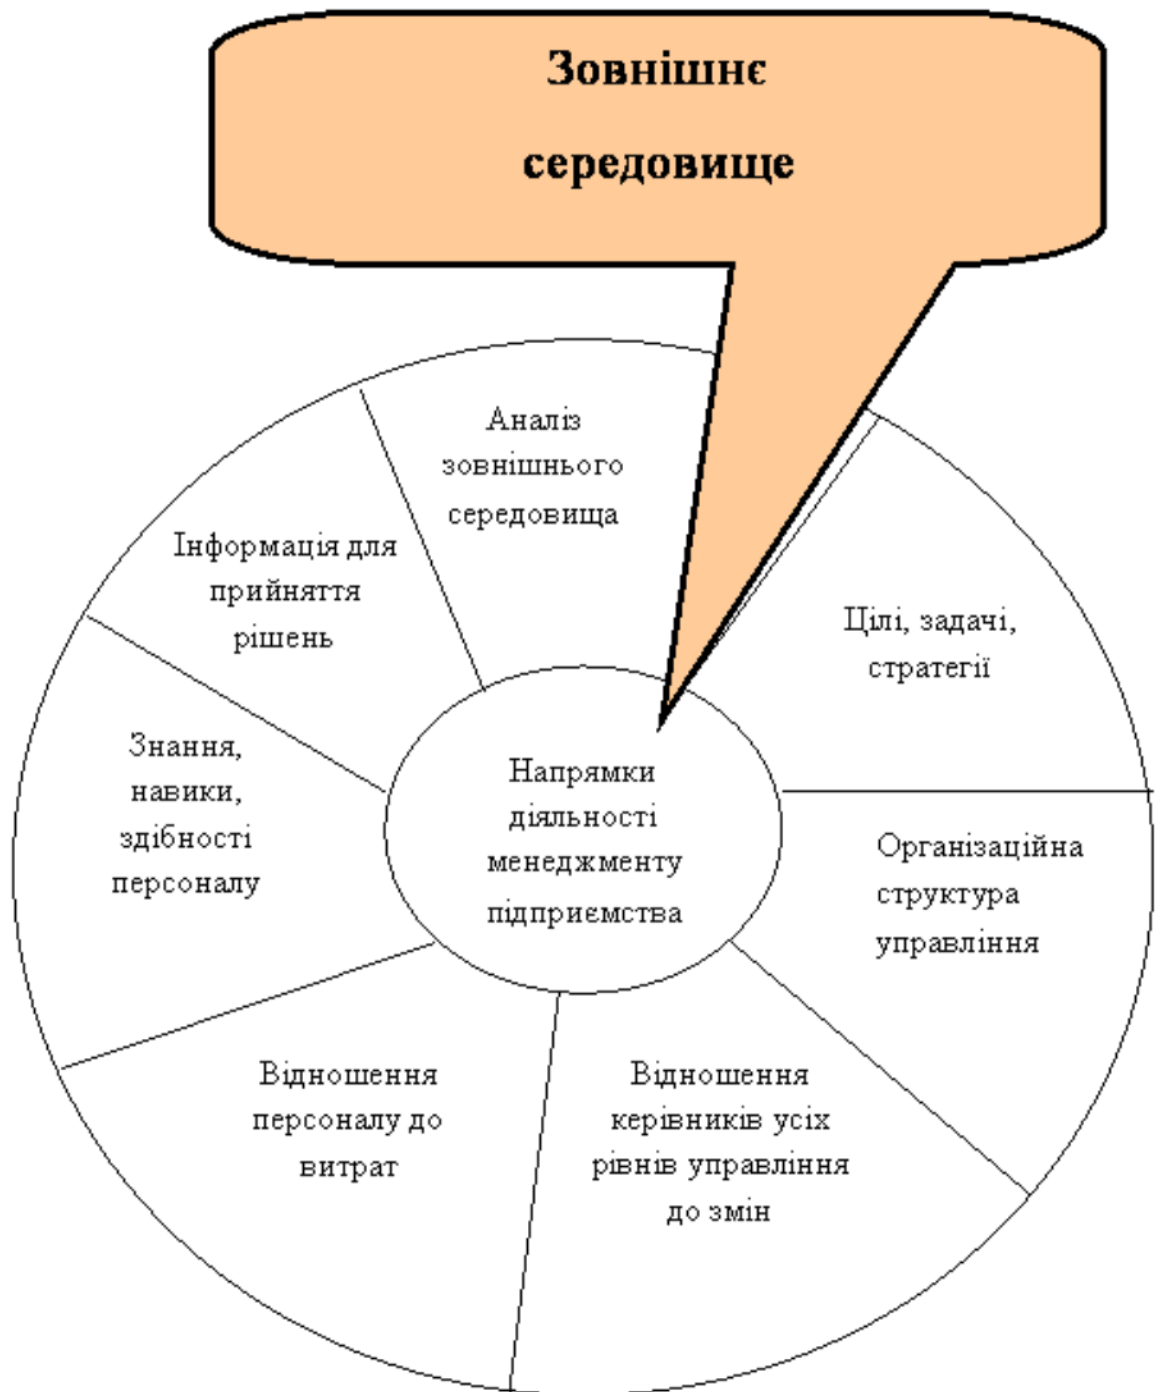 Зовнішнє
середовище
Аналіз
зовнішнього
середовища
Інформація для
прийняття
рішень
Цілі, задачі,
стратегії
Знання,
навики,
здібності
персоналу
Напрямки
діяльності
менеджменту
підприємства
Організаційна
структура
управління
Відношення
персоналу до
витрат
Відношення
керівників усіх
рівнів управління
до змін